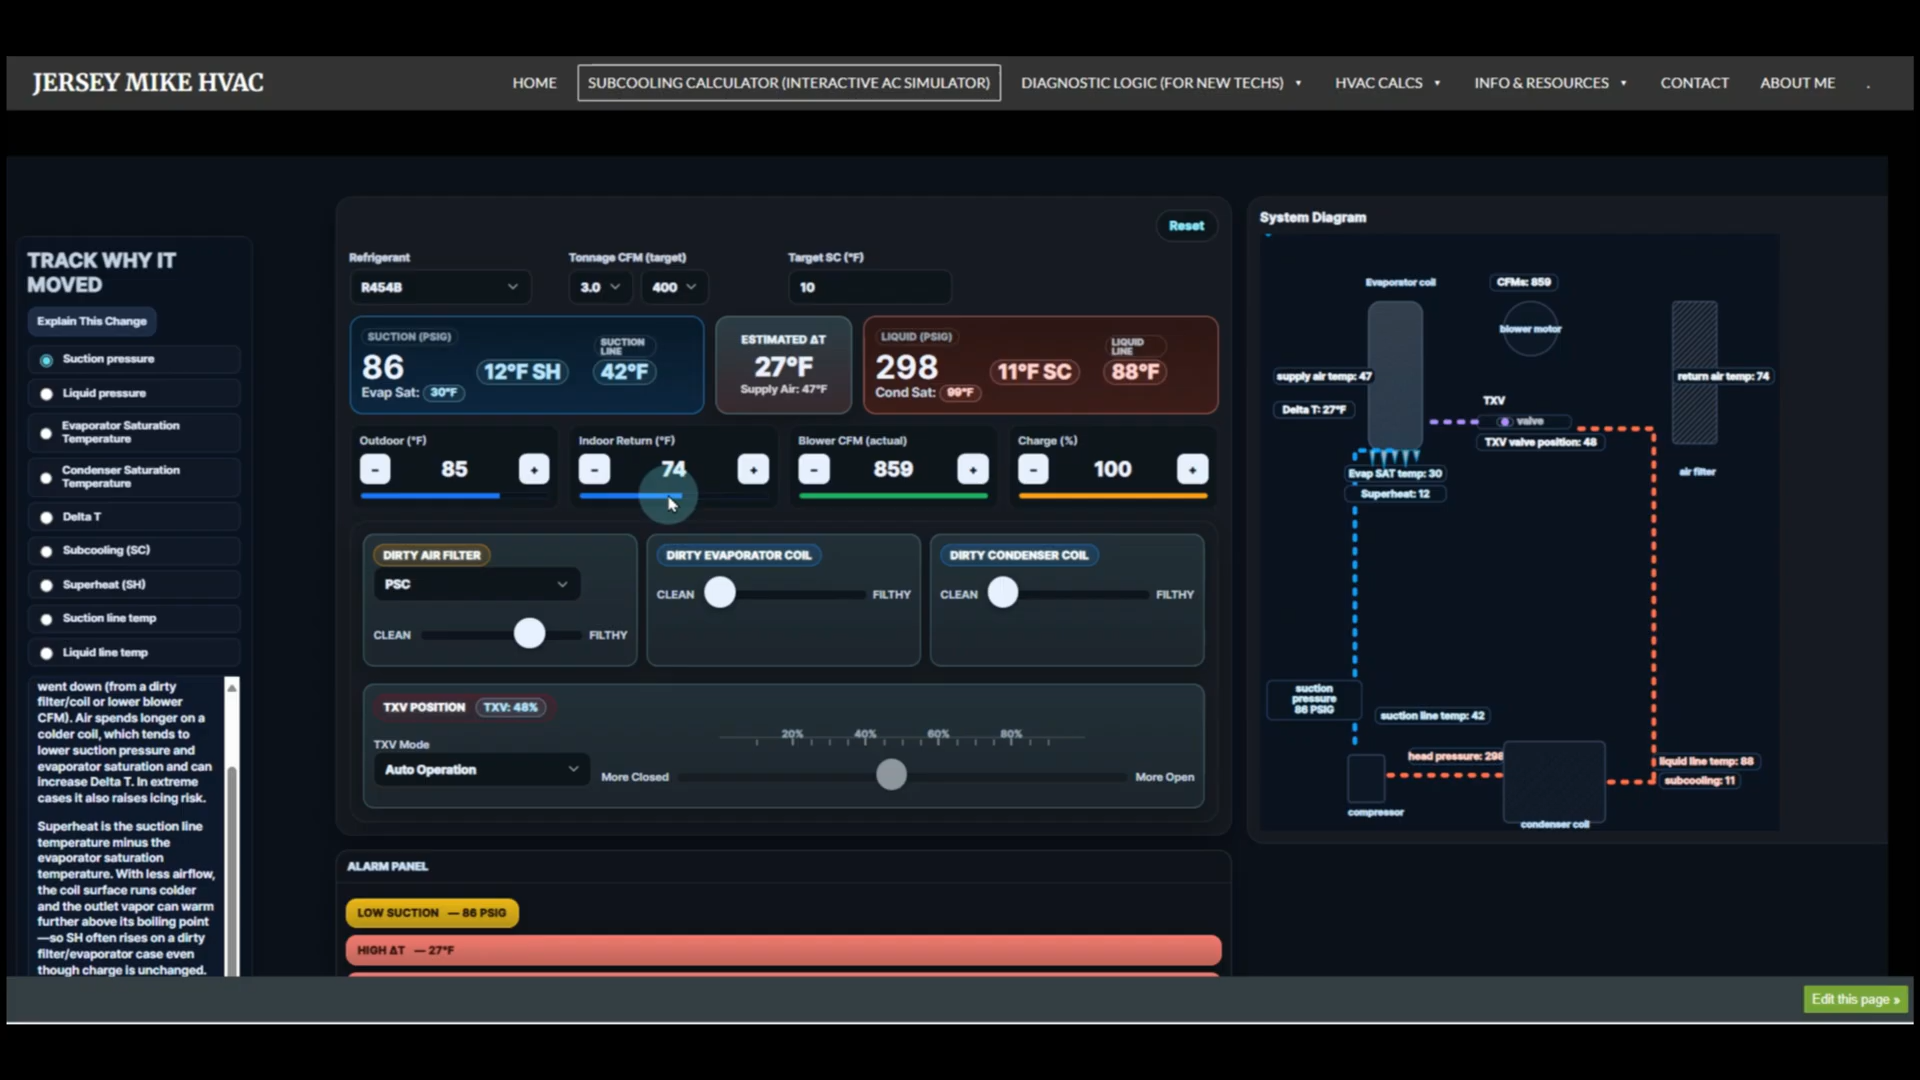 JERSEY MIKE HVAC
HOME
SUBCOOLING CALCULATOR (INTERACTIVE AC SIMULATOR)
DIAGNOSTIC LOGIC (FOR NEW TECHS)
HVAC CALCS
INFO & RESOURCES
CONTACT
ABOUT ME
.
TRACK WHY IT
MOVED
Explain This Change
Suction pressure
Liquid pressure
Evaporator Saturation
Temperature
Condenser Saturation
Temperature
Delta T
Subcooling (SC)
Superheat (SH)
Suction line temp
Liquid line temp
went down (from a dirty
filter/coil or lower blower
CFM). Air spends longer on a
colder coil, which tends to
lower suction pressure and
evaporator saturation and can
increase Delta T. In extreme
cases it also raises icing risk.
Superheat is the suction line
temperature minus the
evaporator saturation
temperature. With less airflow,
the coil surface runs colder
and the outlet vapor can warm
further above its boiling point
—so SH often rises on a dirty
filter/evaporator case even
though charge is unchanged.
Reset
Refrigerant
R454B
Tonnage CFM (target)
3.0
400
Target SC (°F)
10
SUCTION (PSIG)
86
Evap Sat: 30°F
12°F SH
SUCTION
LINE
42°F
ESTIMATED ΔT
27°F
Supply Air: 47°F
LIQUID (PSIG)
298
Cond Sat: 99°F
11°F SC
LIQUID
LINE
88°F
Outdoor (°F)
- 85 +
Indoor Return (°F)
- 74 +
Blower CFM (actual)
- 859 +
Charge (%)
- 100 +
DIRTY AIR FILTER
PSC
CLEAN
FILTHY
DIRTY EVAPORATOR COIL
CLEAN
FILTHY
DIRTY CONDENSER COIL
CLEAN
FILTHY
TXV POSITION
TXV: 48%
TXV Mode
Auto Operation
20%
40%
60%
80%
More Closed
More Open
ALARM PANEL
LOW SUCTION — 86 PSIG
HIGH ΔT — 27°F
System Diagram
Evaporator coil
CFMs: 859
blower motor
supply air temp: 47
return air temp: 74
Delta T: 27°F
TXV
valve
TXV valve position: 48
Evap SAT temp: 30
Superheat: 12
air filter
suction
pressure
86 PSIG
suction line temp: 42
head pressure: 298
liquid line temp: 88
subcooling: 11
compressor
condenser coil
Edit this page »